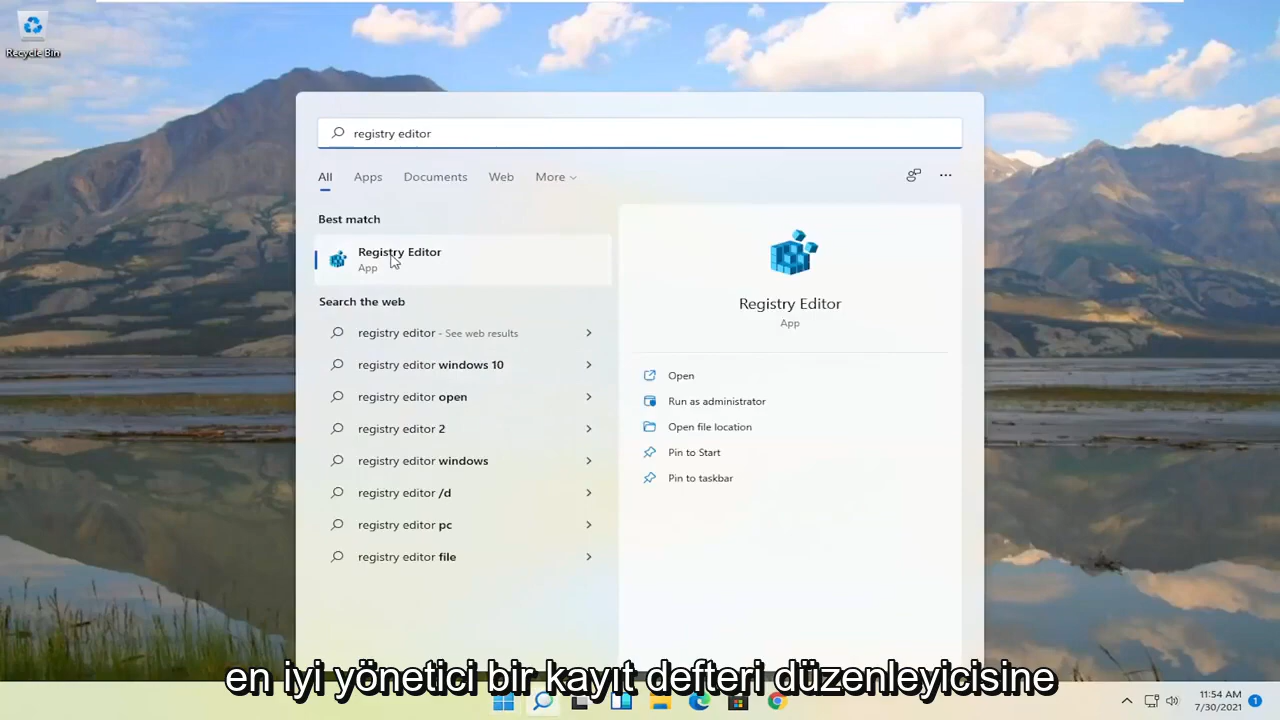 Recycle Bin
registry editor
All Apps Documents Web More
Best match
Registry Editor
App
Search the web
registry editor - See web results
registry editor windows 10
registry editor open
registry editor 2
registry editor windows
registry editor /d
registry editor pc
registry editor file
Registry Editor
App
Open
Run as administrator
Open file location
Pin to Start
Pin to taskbar
en iyi yönetici bir kayıt defteri düzenleyicisine
11:54 AM
7/30/2021
1